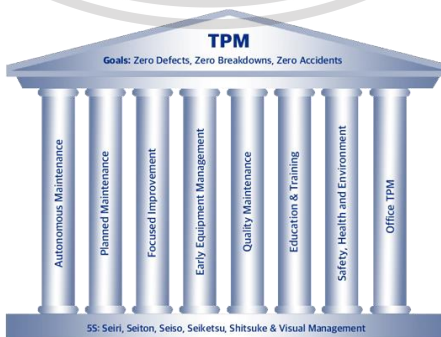 TPM
Goals: Zero Defects, Zero Breakdowns, Zero Accidents
Autonomous Maintenance
Planned Maintenance
Focused Improvement
Early Equipment Management
Quality Maintenance
Education & Training
Safety, Health and Environment
Office TPM
5S: Seiri, Seiton, Seiso, Seiketsu, Shitsuke & Visual Management